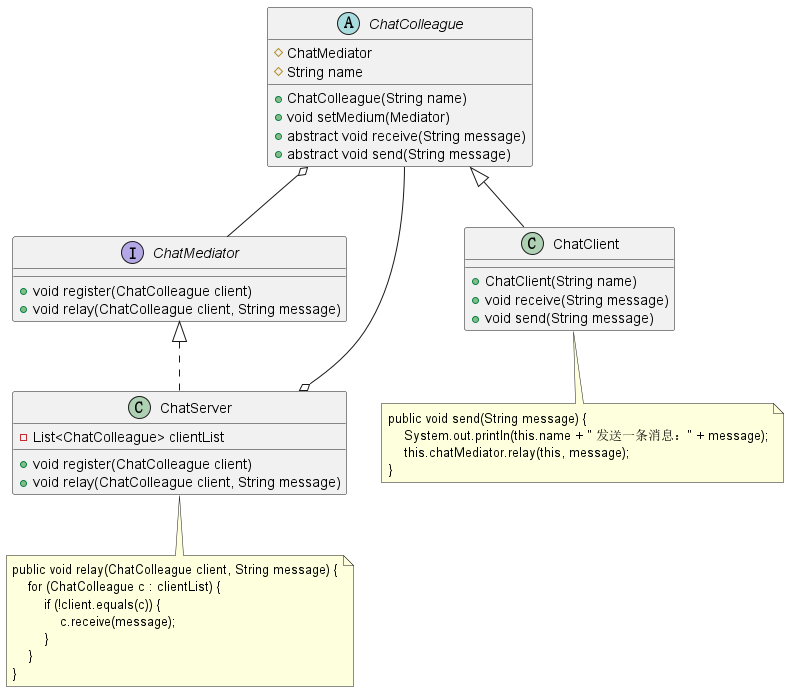 A ChatColleague
ChatMediator
String name
ChatColleague(String name)
void setMedium(Mediator)
abstract void receive(String message)
abstract void send(String message)
I ChatMediator
void register(ChatColleague client)
void relay(ChatColleague client, String message)
C ChatClient
ChatClient(String name)
void receive(String message)
void send(String message)
C ChatServer
List<ChatColleague> clientList
void register(ChatColleague client)
void relay(ChatColleague client, String message)
public void send(String message) {
System.out.println(this.name + " 发送一条消息：" + message);
this.chatMediator.relay(this, message);
}
public void relay(ChatColleague client, String message) {
for (ChatColleague c : clientList) {
if (!client.equals(c)) {
c.receive(message);
}
}
}